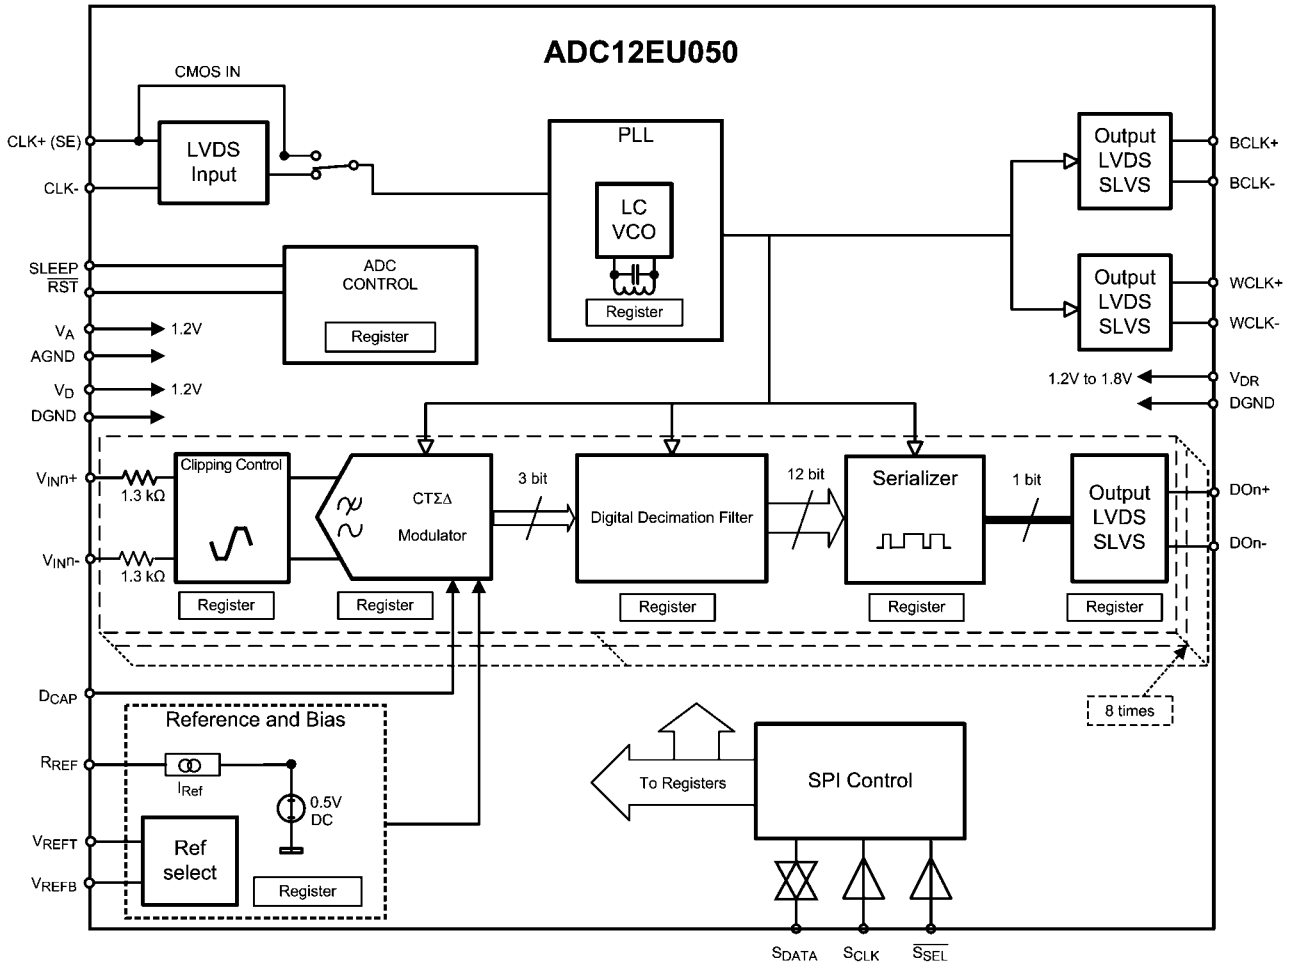 ADC12EU050
CMOS IN
CLK+ (SE)
CLK-
LVDS
Input
PLL
LC
VCO
Register
Output
LVDS
SLVS
BCLK+
BCLK-
SLEEP
RST
ADC
CONTROL
Register
Output
LVDS
SLVS
WCLK+
WCLK-
VA
1.2V
AGND
VD
1.2V
DGND
1.2V to 1.8V
VDR
DGND
VINn+
1.3 kΩ
VINn-
1.3 kΩ
Clipping Control
Register
CTΣΔ
Modulator
Register
3 bit
Digital Decimation Filter
Register
12 bit
Serializer
Register
1 bit
Output
LVDS
SLVS
Register
DOn+
DOn-
8 times
DCAP
Reference and Bias
RREF
IRef
0.5V
DC
VREFT
VREFB
Ref
select
Register
To Registers
SPI Control
SDATA
SCLK
SSEL